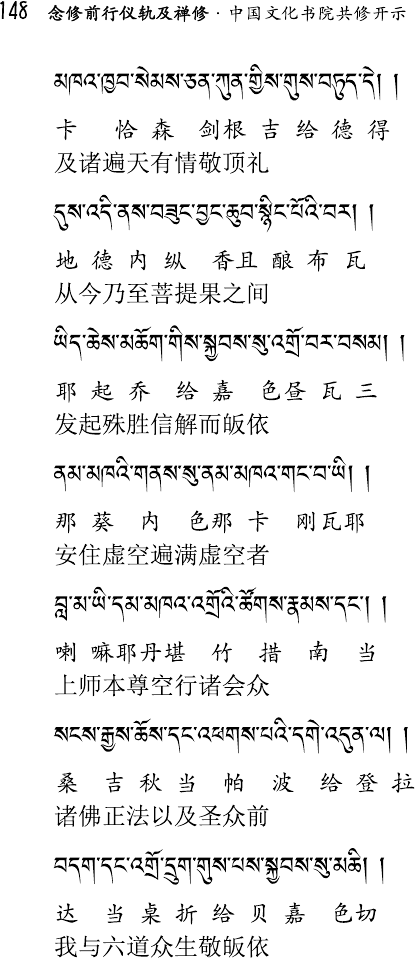 148 念修前行仪轨及禅修 · 中国文化书院共修开示
མཁའ་ཁྱབ་སེམས་ཅན་ཀུན་གྱིས་གུས་བཏུད་དེ། །
卡 恰 森 剑根 吉 给 德 得
及诸遍天有情敬顶礼
དུས་འདི་ནས་བཟུང་བྱང་ཆུབ་སྙིང་པོའི་བར། །
地 德 内 纵 香且 酿 布 瓦
从今乃至菩提果之间
ཡིད་ཆེས་མཆོག་གིས་སྐྱབས་སུ་འགྲོ་བར་བསམ། །
耶 起 乔 给 嘉 色昼 瓦 三
发起殊胜信解而皈依
ནམ་མཁའི་གནས་སུ་ནམ་མཁའ་གང་བ་ཡི། །
那 葵 内 色那 卡 刚瓦耶
安住虚空遍满虚空者
བླ་མ་ཡི་དམ་མཁའ་འགྲོའི་ཚོགས་རྣམས་དང་། །
喇 嘛耶丹堪 竹 措 南 当
上师本尊空行诸会众
སངས་རྒྱས་ཆོས་དང་འཕགས་པའི་དགེ་འདུན་ལ། །
桑 吉 秋 当 帕 波 给 登 拉
诸佛正法以及圣众前
བདག་དང་འགྲོ་དྲུག་གུས་པས་སྐྱབས་སུ་མཆི། །
达 当 桌 折 给 贝 嘉 色切
我与六道众生敬皈依